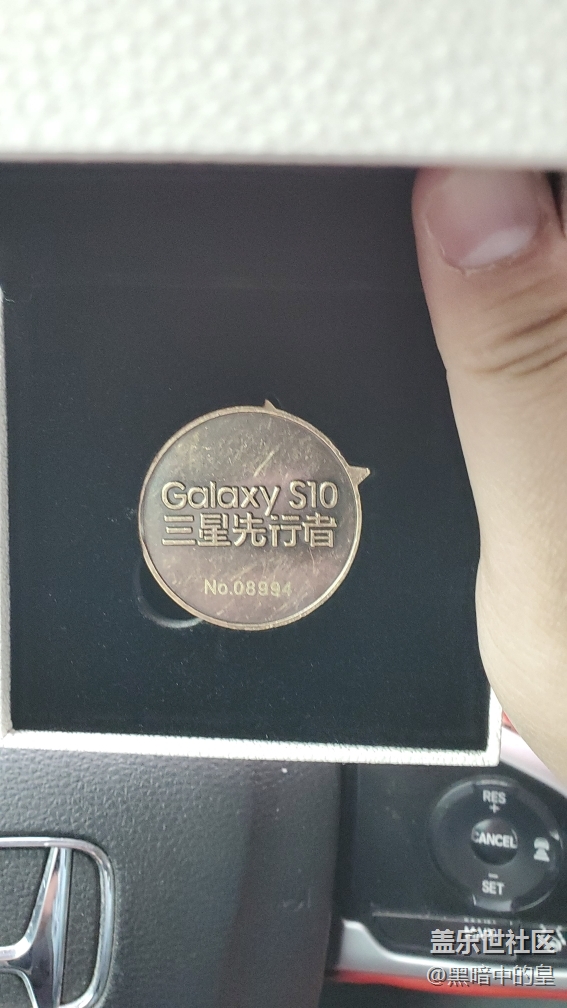 Galaxy S10
三星先行者
No.08994
RES
+
CANCEL
−
SET
盖乐世社区
@黑暗中的皇